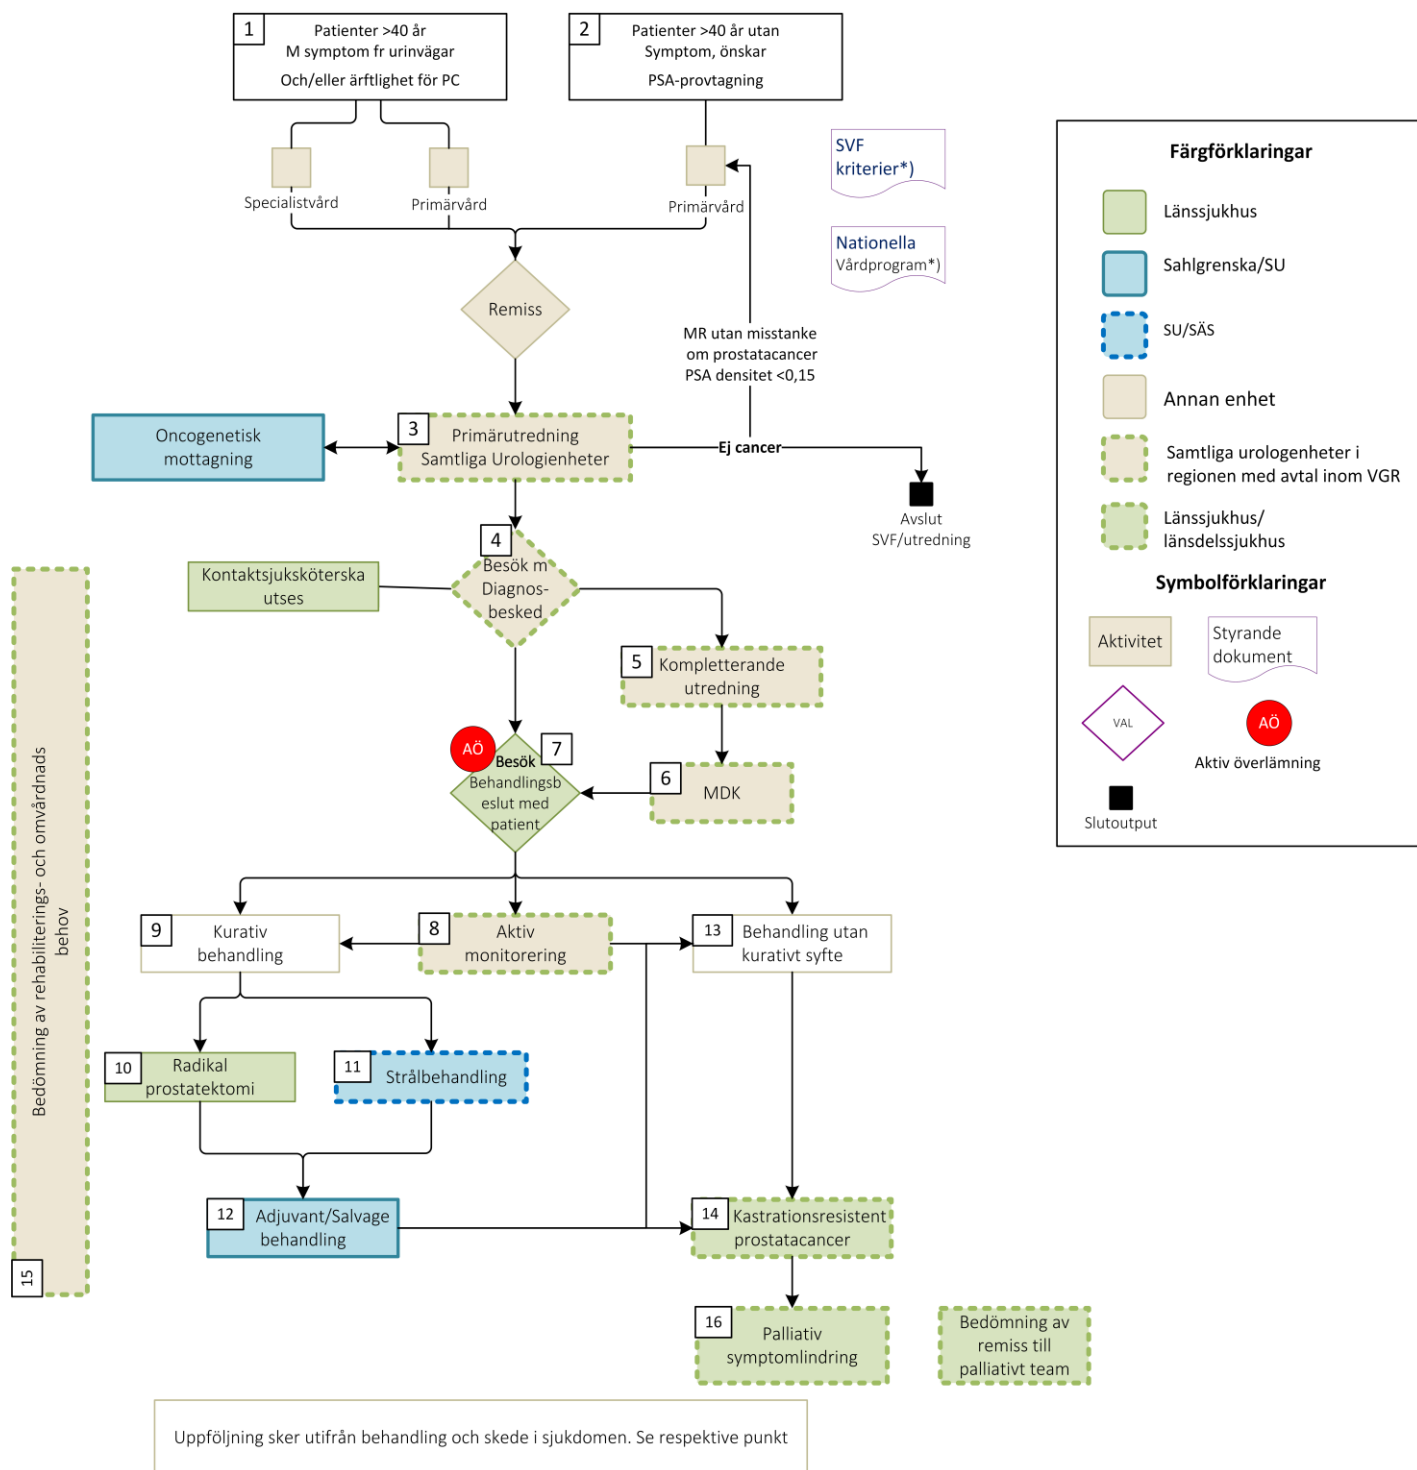 1
Patienter >40 år
M symptom fr urinvägar
Och/eller ärftlighet för PC
2
Patienter >40 år utan
Symptom, önskar
PSA-provtagning
Specialistvård
Primärvård
Primärvård
SVF
kriterier*)
Nationella
Vårdprogram*)
Remiss
MR utan misstanke
om prostatacancer
PSA densitet <0,15
Oncogenetisk
mottagning
3
Primärutredning
Samtliga Urologienheter
Ej cancer
Avslut
SVF/utredning
4
Besök m
Diagnos-
besked
Kontaktsjuksköterska
utses
5
Kompletterande
utredning
AÖ
7
Besök
Behandlingsb
eslut med
patient
6
MDK
9
Kurativ
behandling
8
Aktiv
monitorering
13
Behandling utan
kurativt syfte
10
Radikal
prostatektomi
11
Strålbehandling
12
Adjuvant/Salvage
behandling
14
Kastrationsresistent
prostatacancer
15
Bedömning av rehabiliterings- och omvårdnads
behov
16
Palliativ
symptomlindring
Bedömning av
remiss till
palliativt team
Uppföljning sker utifrån behandling och skede i sjukdomen. Se respektive punkt
Färgförklaringar
Länssjukhus
Sahlgrenska/SU
SU/SÄS
Annan enhet
Samtliga urologenheter i
regionen med avtal inom VGR
Länssjukhus/
länsdelssjukhus
Symbolförklaringar
Aktivitet
Styrande
dokument
VAL
AÖ
Aktiv överlämning
Slutoutput